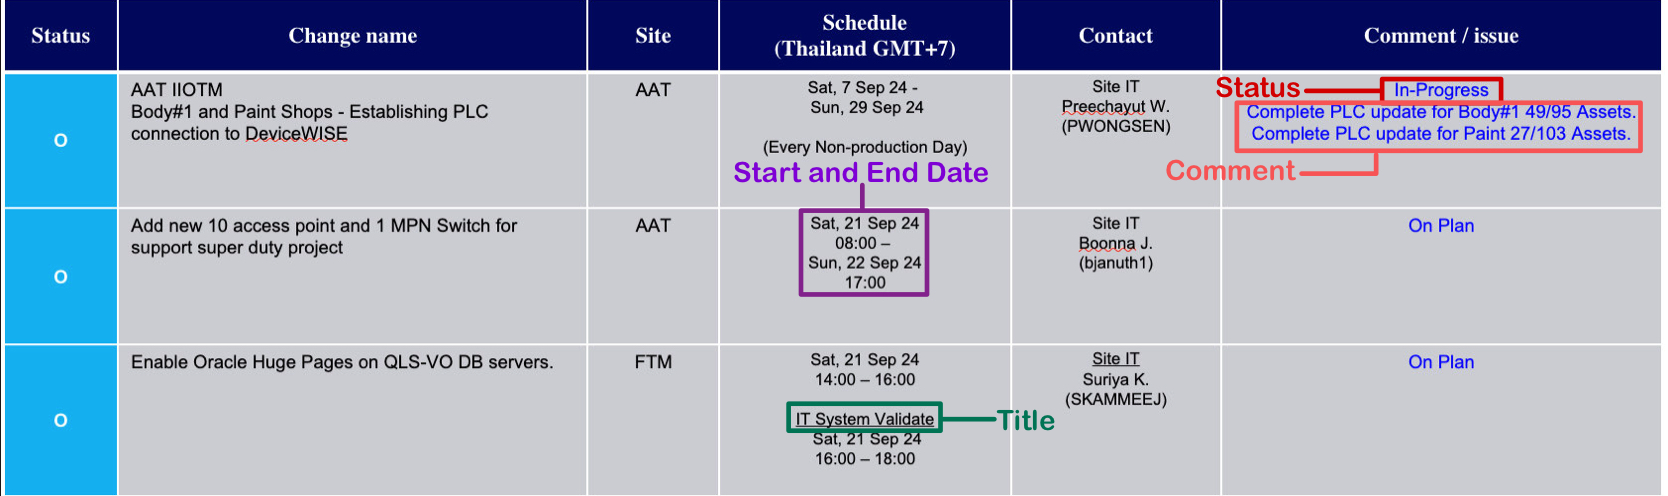 Status
Change name
Site
Schedule
(Thailand GMT+7)
Contact
Comment / issue
O
AAT IIOTM
Body#1 and Paint Shops - Establishing PLC
connection to DeviceWISE
AAT
Sat, 7 Sep 24 -
Sun, 29 Sep 24
(Every Non-production Day)
Start and End Date
Site IT
Preechayut W.
(PWONGSEN)
Status
In-Progress
Complete PLC update for Body#1 49/95 Assets.
Complete PLC update for Paint 27/103 Assets.
Comment
O
Add new 10 access point and 1 MPN Switch for
support super duty project
AAT
Sat, 21 Sep 24
08:00 –
Sun, 22 Sep 24
17:00
Site IT
Boonna J.
(bjanuth1)
On Plan
O
Enable Oracle Huge Pages on QLS-VO DB servers.
FTM
Sat, 21 Sep 24
14:00 – 16:00
IT System Validate
Title
Sat, 21 Sep 24
16:00 – 18:00
Site IT
Suriya K.
(SKAMMEEJ)
On Plan